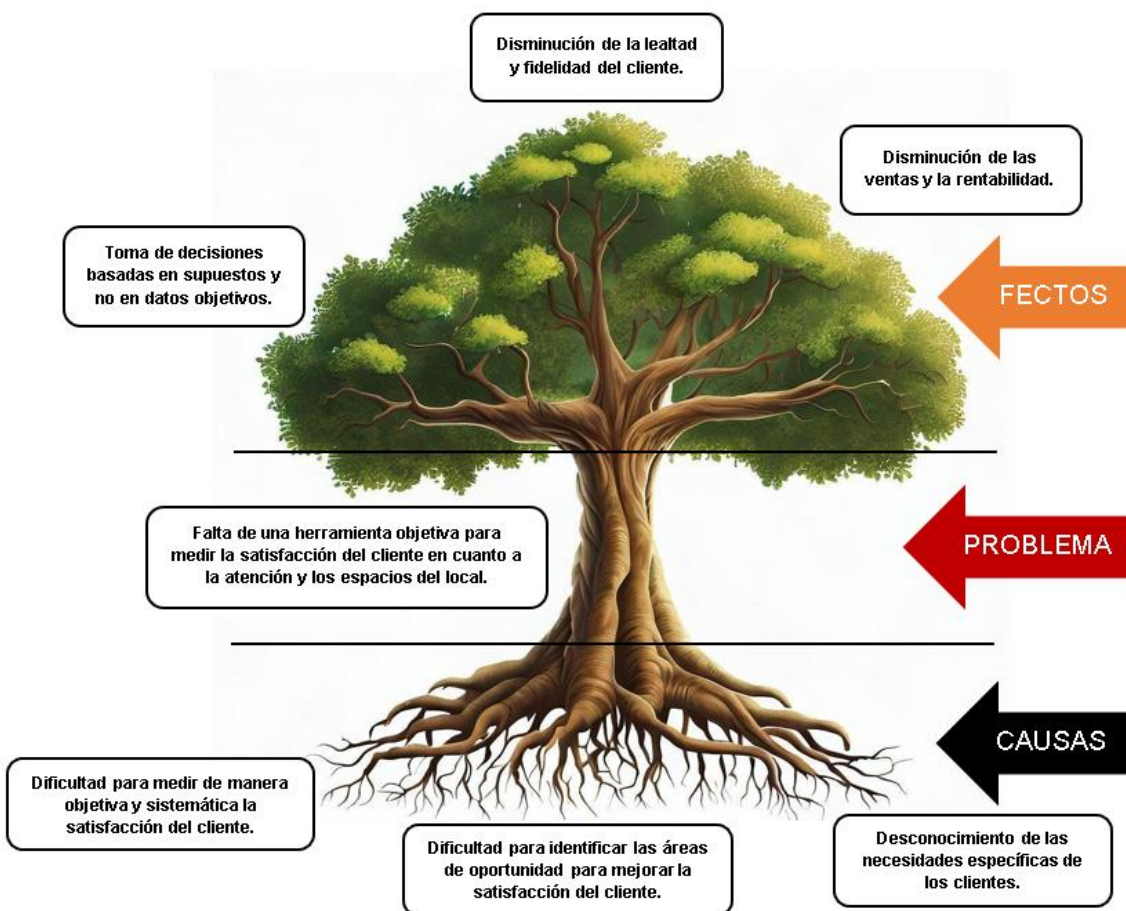 Disminución de la lealtad
y fidelidad del cliente.
Disminución de las
ventas y la rentabilidad.
Toma de decisiones
basadas en supuestos y
no en datos objetivos.
FECTOS
Falta de una herramienta objetiva para
medir la satisfacción del cliente en cuanto a
la atención y los espacios del local.
PROBLEMA
CAUSAS
Dificultad para medir de manera
objetiva y sistemática la
satisfacción del cliente.
Dificultad para identificar las áreas
de oportunidad para mejorar la
satisfacción del cliente.
Desconocimiento de las
necesidades específicas de
los clientes.